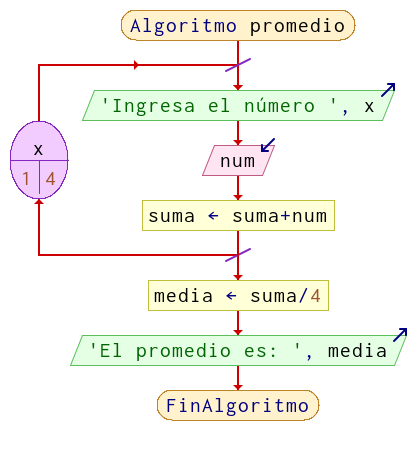 Algoritmo promedio
'Ingresa el número ', x
x
1 4
num
suma ← suma+num
media ← suma/4
'El promedio es: ', media
FinAlgoritmo